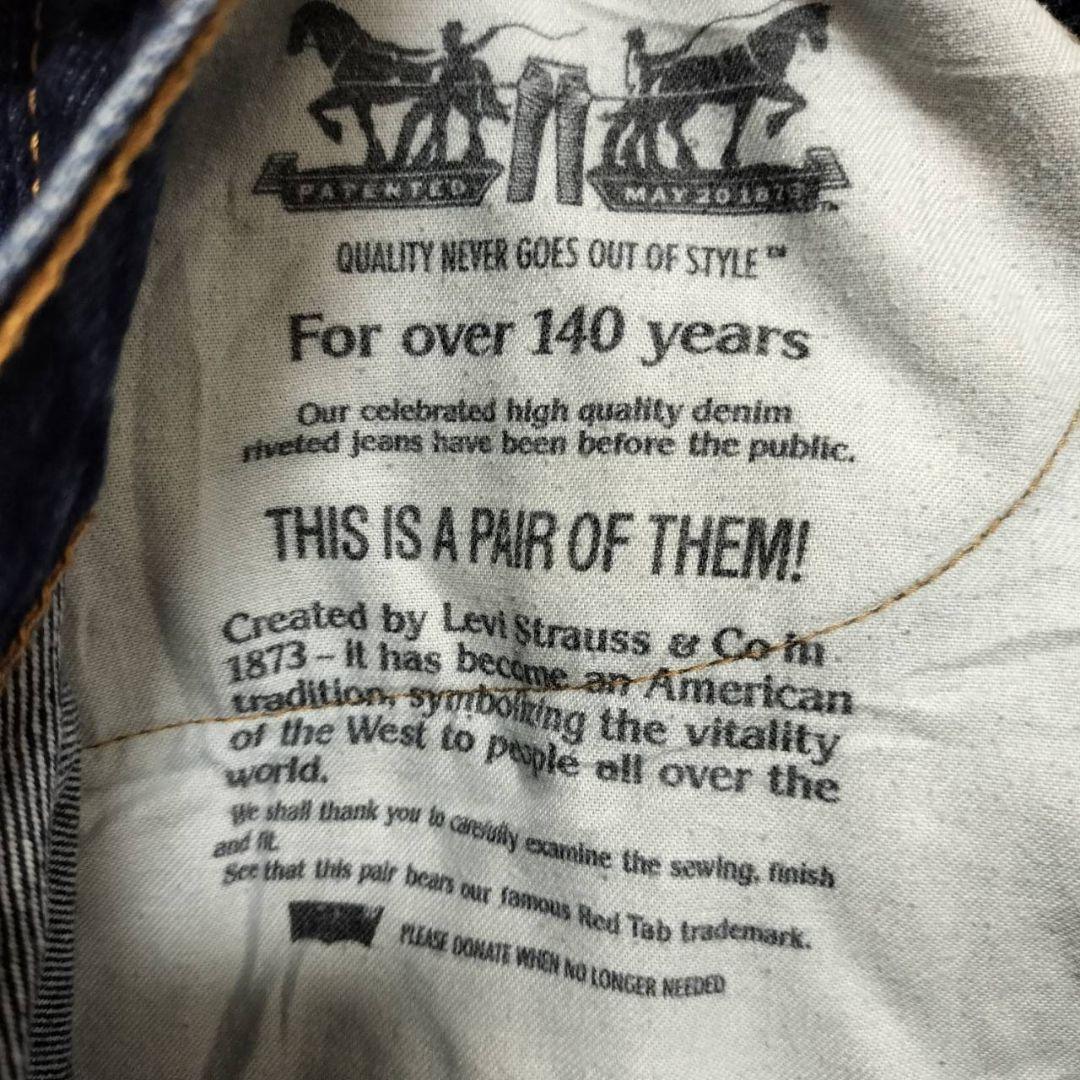 PATENTED MAY 20 1873
QUALITY NEVER GOES OUT OF STYLE™
For over 140 years
Our celebrated high quality denim
riveted jeans have been before the public.
THIS IS A PAIR OF THEM!
Created by Levi Strauss & Co in
1873 – it has become an American
tradition, symbolizing the vitality
of the West to people all over the
world.
We shall thank you to carefully examine the sewing, finish
and fit.
See that this pair bears our famous Red Tab trademark.
PLEASE DONATE WHEN NO LONGER NEEDED